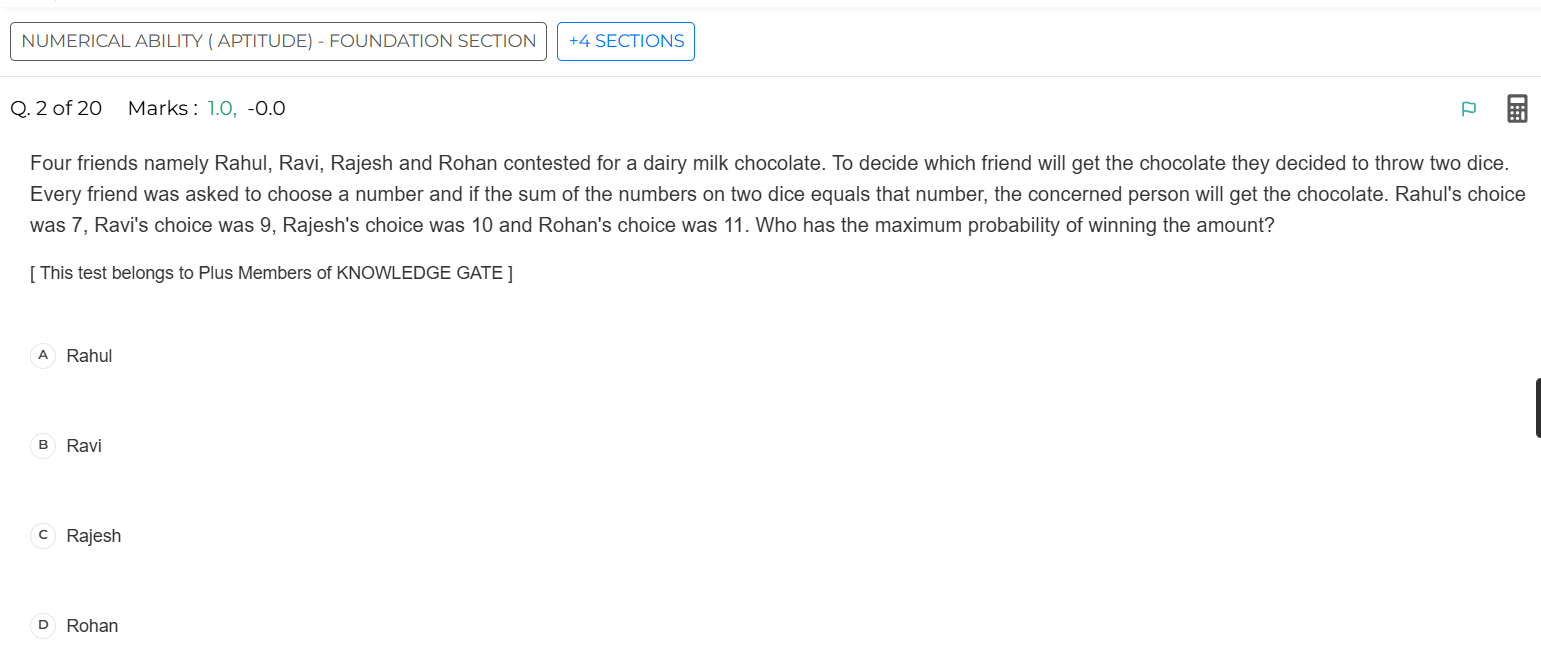 NUMERICAL ABILITY ( APTITUDE) - FOUNDATION SECTION +4 SECTIONS
Q. 2 of 20 Marks : 1.0, -0.0
Four friends namely Rahul, Ravi, Rajesh and Rohan contested for a dairy milk chocolate. To decide which friend will get the chocolate they decided to throw two dice.
Every friend was asked to choose a number and if the sum of the numbers on two dice equals that number, the concerned person will get the chocolate. Rahul's choice
was 7, Ravi's choice was 9, Rajesh's choice was 10 and Rohan's choice was 11. Who has the maximum probability of winning the amount?
[ This test belongs to Plus Members of KNOWLEDGE GATE ]
A Rahul
B Ravi
C Rajesh
D Rohan